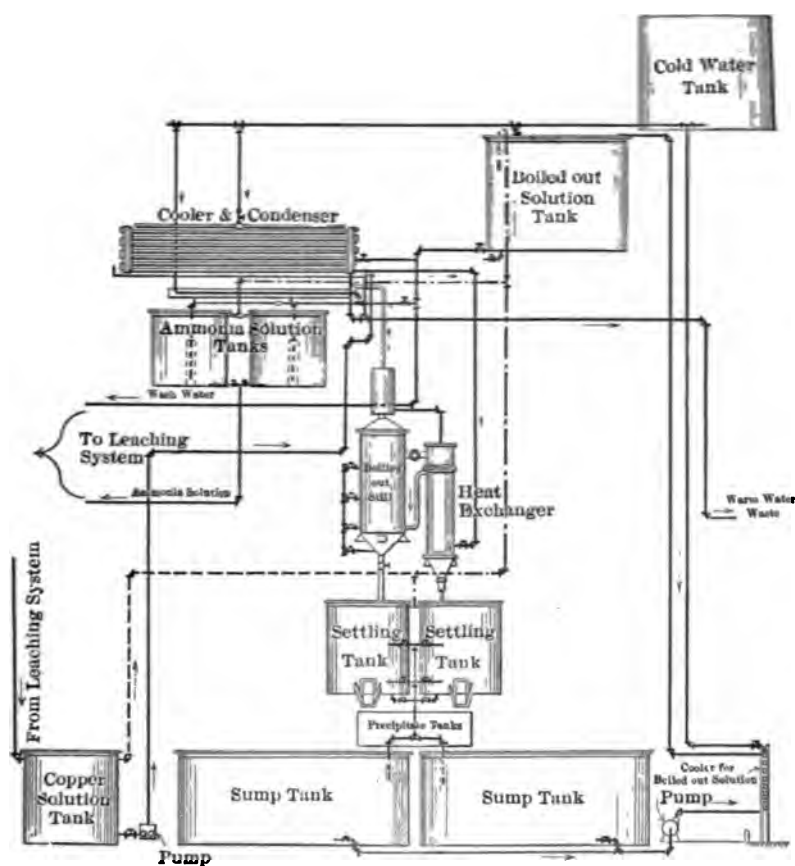 Cold Water
Tank
Boiled out
Solution
Tank
Cooler & Condenser
Ammonia Solution
Tanks
Wash Water
To Leaching
System
Ammonia Solution
Boiler
out
Still
Heat
Exchanger
Warm Water
Waste
From Leaching System
Settling
Tank
Settling
Tank
Precipitate Tanks
Copper
Solution
Tank
Sump Tank
Sump Tank
Cooler for
Boiled out Solution
Pump
Pump